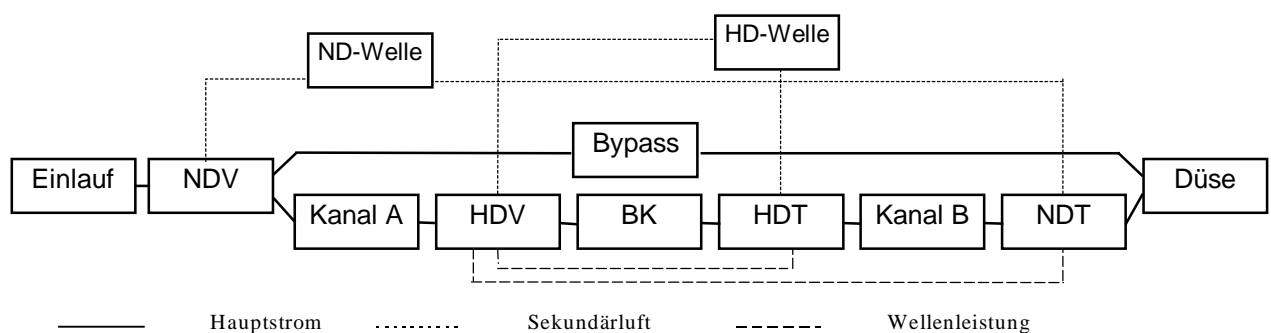 ND-Welle
HD-Welle
Bypass
Einlauf
NDV
Düse
Kanal A
HDV
BK
HDT
Kanal B
NDT
Hauptstrom
Sekundärluft
Wellenleistung